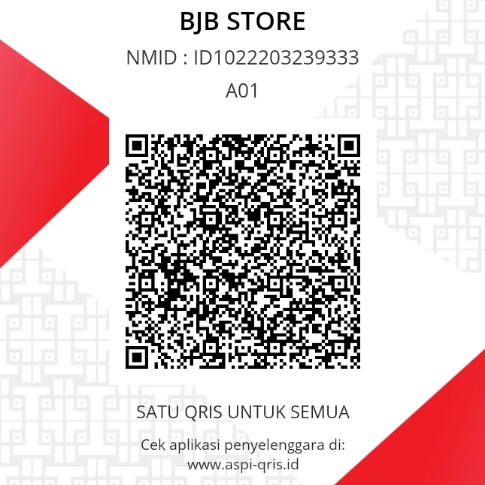 BJB STORE
NMID : ID1022203239333
A01
SATU QRIS UNTUK SEMUA
Cek aplikasi penyelenggara di:
www.aspi-qris.id